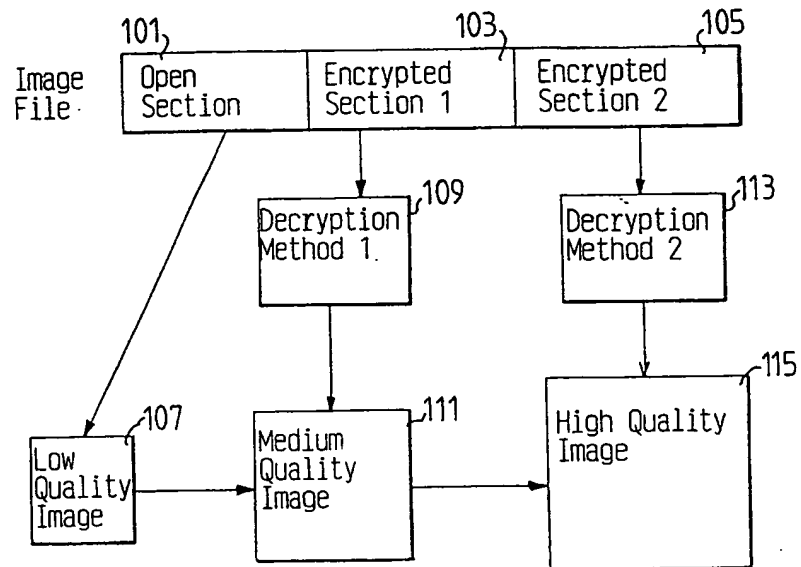 101
103
105
Image
File
Open
Section
Encrypted
Section 1
Encrypted
Section 2
109
Decryption
Method 1.
113
Decryption
Method 2
107
Low
Quality
Image
111
Medium
Quality
Image
115
High Quality
Image